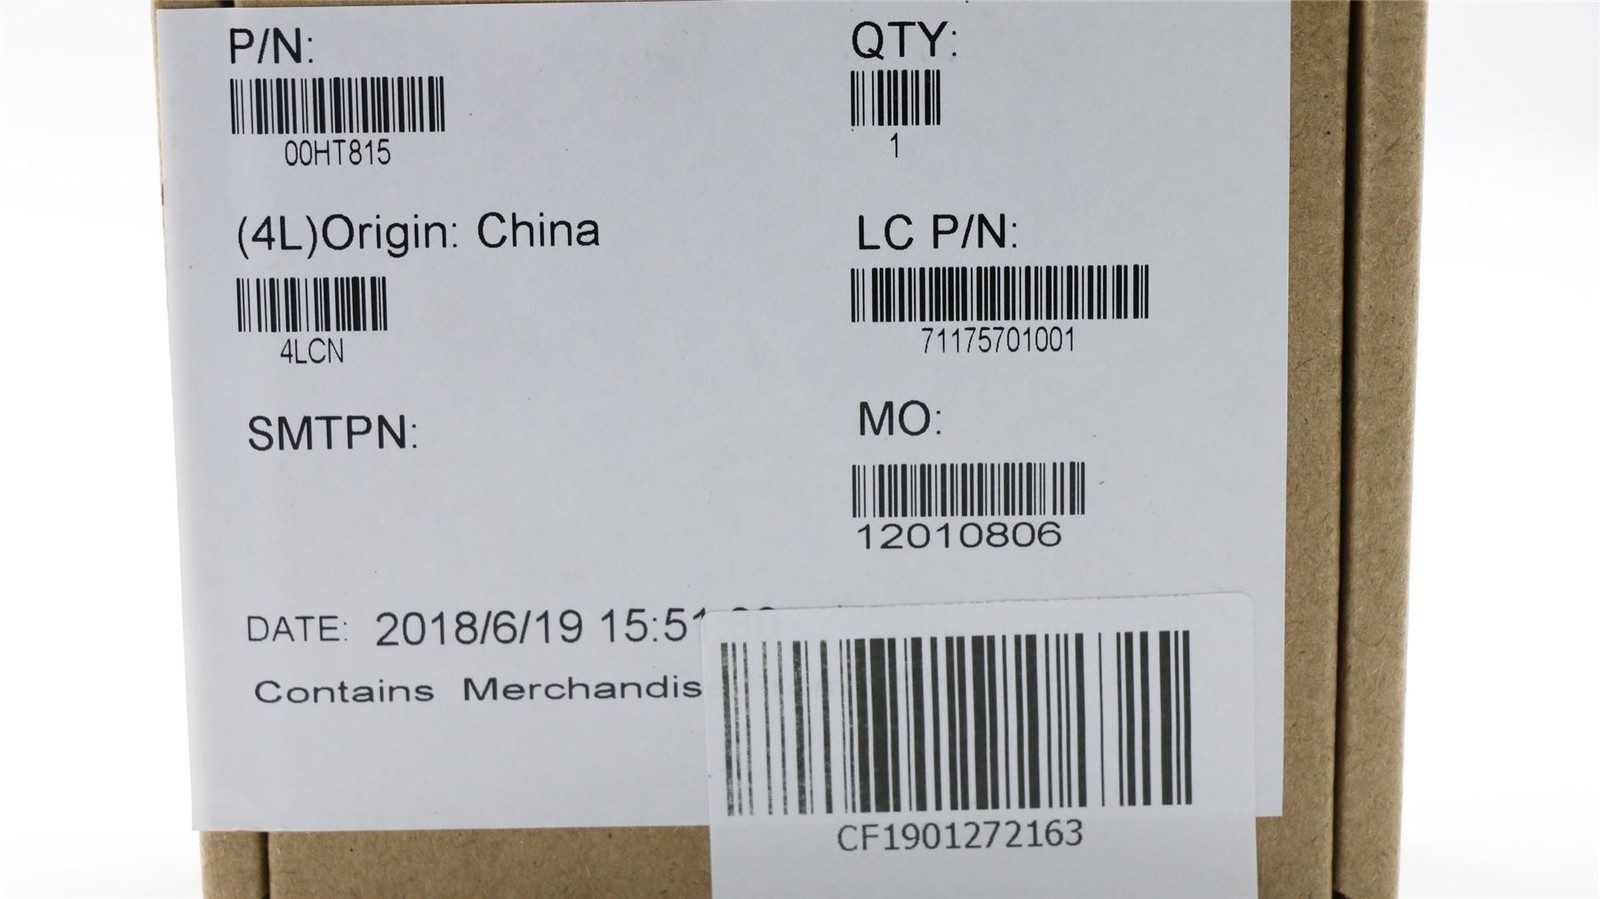 P/N:
00HT815
QTY:
1
(4L)Origin: China
4LCN
LC P/N:
71175701001
SMTPN:
MO:
12010806
DATE: 2018/6/19 15:51
Contains Merchandis
CF1901272163